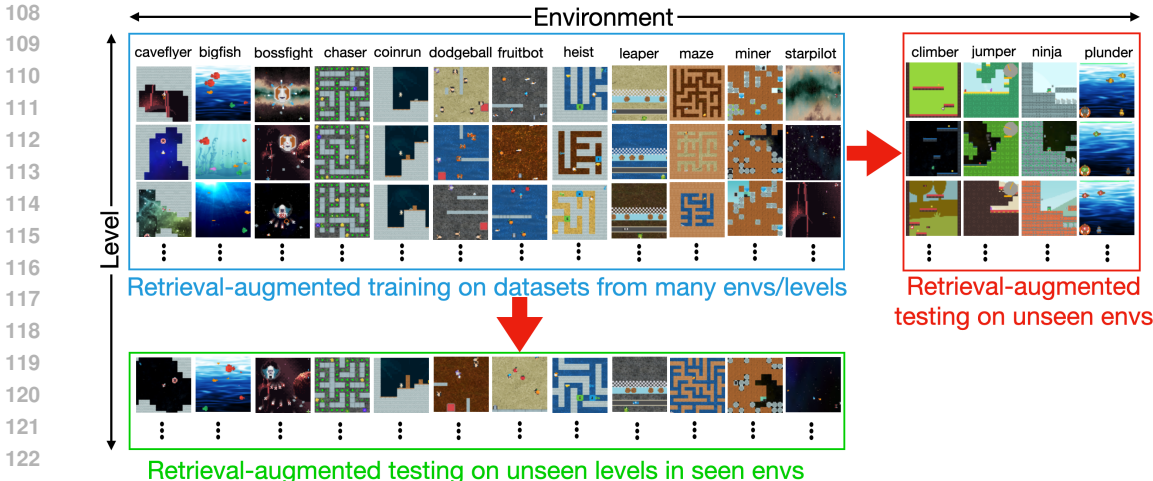 108
Environment
109
caveflyer bigfish bossfight chaser coinrun dodgeball fruitbot heist leaper maze miner starpilot
climber jumper ninja plunder
110
111
112
113
114
Level
115
116
117
Retrieval-augmented training on datasets from many envs/levels
Retrieval-augmented
testing on unseen envs
118
119
120
121
122
Retrieval-augmented testing on unseen levels in seen envs